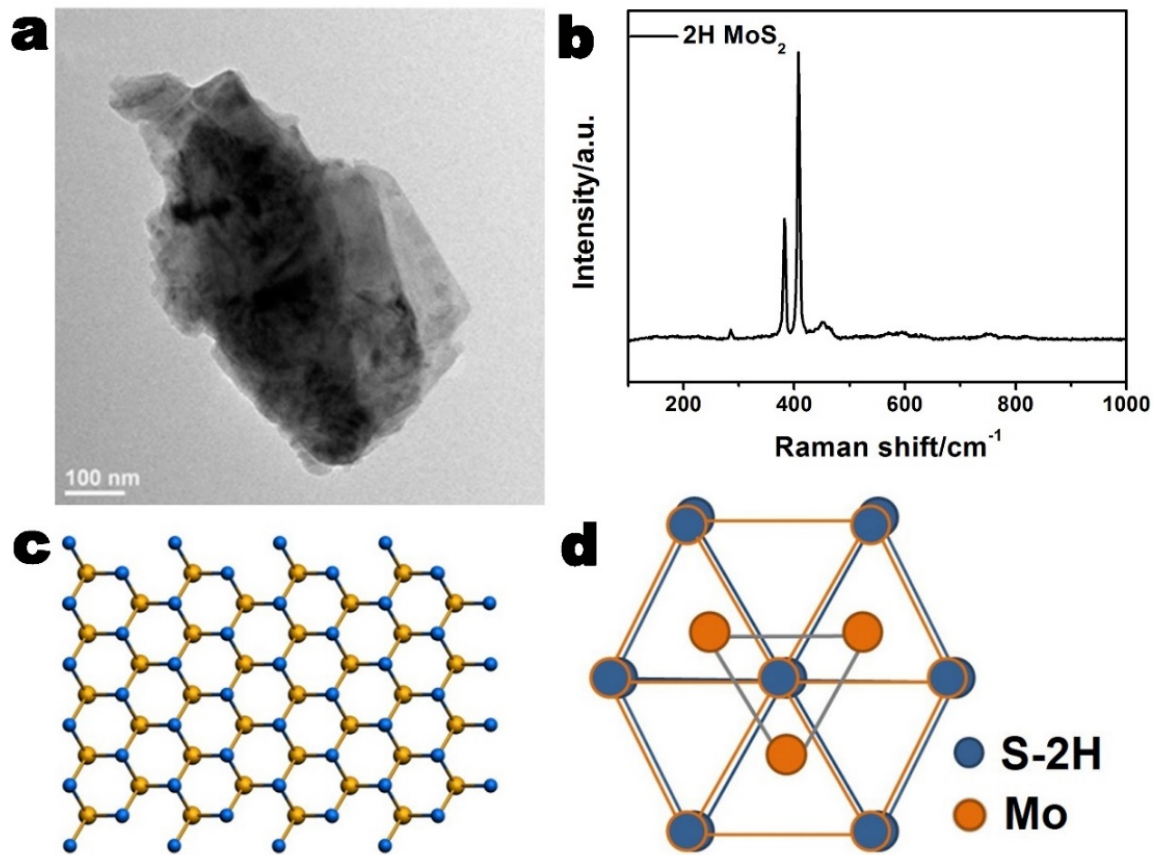 a
100 nm
b
2H MoS₂
Intensity/a.u.
200 400 600 800 1000
Raman shift/cm⁻¹
c
d
S-2H
Mo